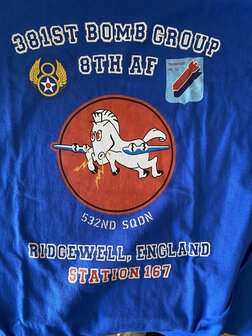 381ST BOMB GROUP
8TH AF
532ND SQDN
RIDGEWELL, ENGLAND
STATION 167